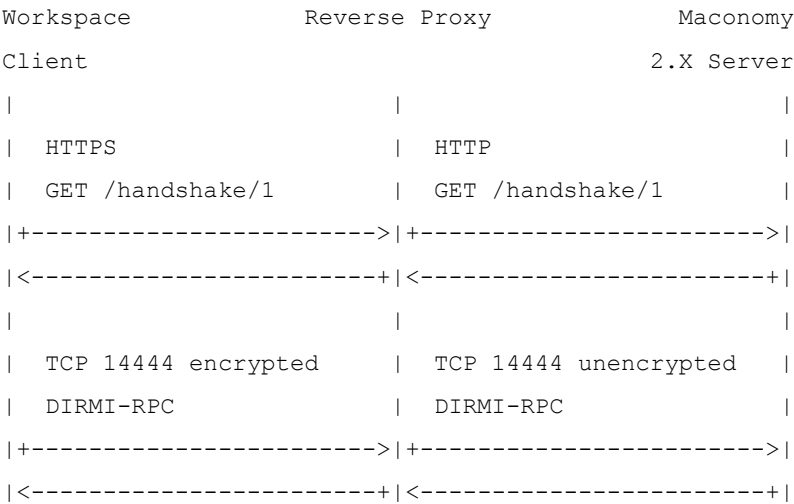 Workspace            Reverse Proxy             Maconomy
Client                                       2.X Server
|                          |                          |
|  HTTPS                   |  HTTP                    |
|  GET /handshake/1        |  GET /handshake/1        |
|+------------------------>|+------------------------>|
|<------------------------+|<------------------------+|
|                          |                          |
|  TCP 14444 encrypted     |  TCP 14444 unencrypted   |
|  DIRMI-RPC               |  DIRMI-RPC               |
|+------------------------>|+------------------------>|
|<------------------------+|<------------------------+|